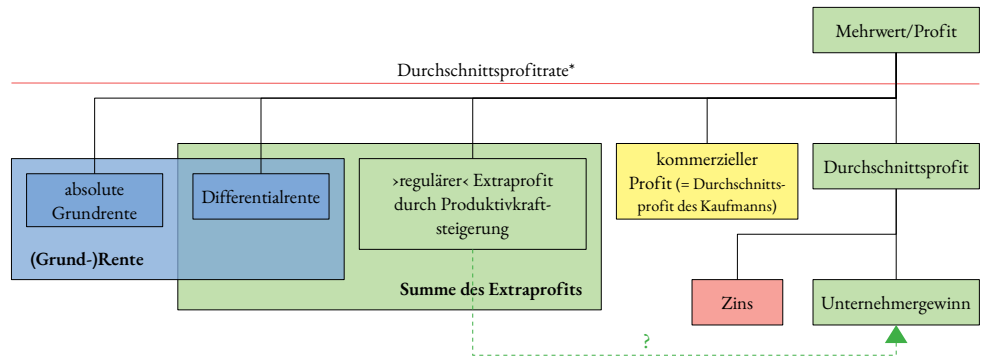 Mehrwert/Profit
Durchschnittsprofitrate*
absolute
Grundrente
Differentialrente
›regulärer‹ Extraprofit
durch Produktivkraft-
steigerung
kommerzieller
Profit (= Durchschnitts-
profit des Kaufmanns)
Durchschnittsprofit
(Grund-)Rente
Summe des Extraprofits
Zins
Unternehmergewinn
?